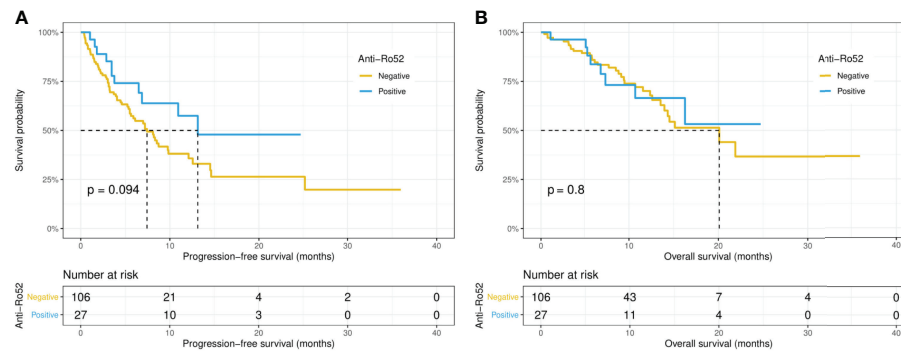 A
100%
75%
50%
25%
0%
Survival probability
Anti−Ro52
Negative
Positive
p = 0.094
0 10 20 30 40
Progression−free survival (months)
Number at risk
Anti−Ro52
Negative 106 21 4 2 0
Positive 27 10 3 0 0
0 10 20 30 40
Progression−free survival (months)
B
100%
75%
50%
25%
0%
Survival probability
Anti−Ro52
Negative
Positive
p = 0.8
0 10 20 30 40
Overall survival (months)
Number at risk
Anti−Ro52
Negative 106 43 7 4 0
Positive 27 11 4 0 0
0 10 20 30 40
Overall survival (months)